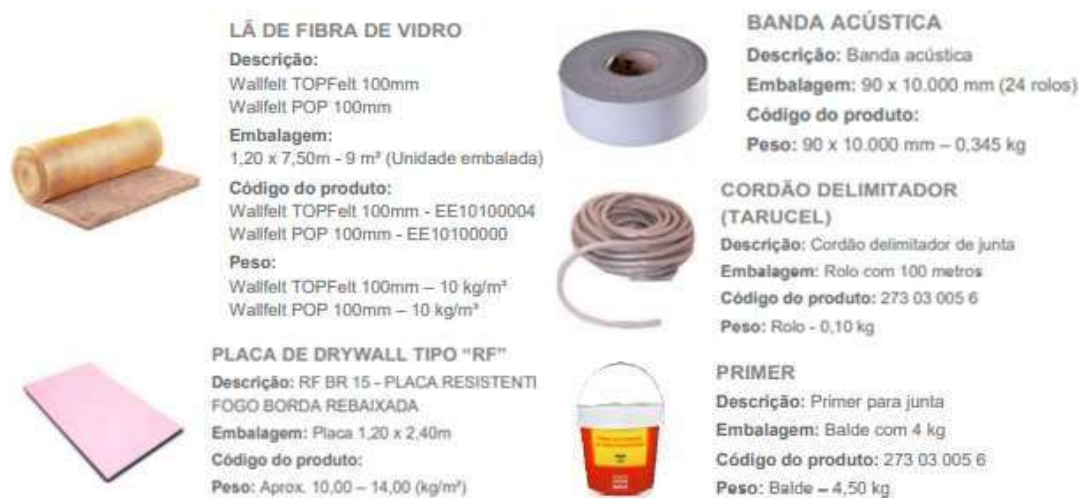 LÃ DE FIBRA DE VIDRO
Descrição:
Wallfelt TOPFelt 100mm
Wallfelt POP 100mm
Embalagem:
1,20 x 7,50m - 9 m² (Unidade embalada)
Código do produto:
Wallfelt TOPFelt 100mm - EE10100004
Wallfelt POP 100mm - EE10100000
Peso:
Wallfelt TOPFelt 100mm – 10 kg/m³
Wallfelt POP 100mm – 10 kg/m³
PLACA DE DRYWALL TIPO “RF”
Descrição: RF BR 15 - PLACA RESISTENTI
FOGO BORDA REBAIXADA
Embalagem: Placa 1,20 x 2,40m
Código do produto:
Peso: Aprox. 10,00 – 14,00 (kg/m²)
BANDA ACÚSTICA
Descrição: Banda acústica
Embalagem: 90 x 10.000 mm (24 rolos)
Código do produto:
Peso: 90 x 10.000 mm – 0,345 kg
CORDÃO DELIMITADOR
(TARUCEL)
Descrição: Cordão delimitador de junta
Embalagem: Rolo com 100 metros
Código do produto: 273 03 005 6
Peso: Rolo - 0,10 kg
PRIMER
Descrição: Primer para junta
Embalagem: Balde com 4 kg
Código do produto: 273 03 005 6
Peso: Balde – 4,50 kg